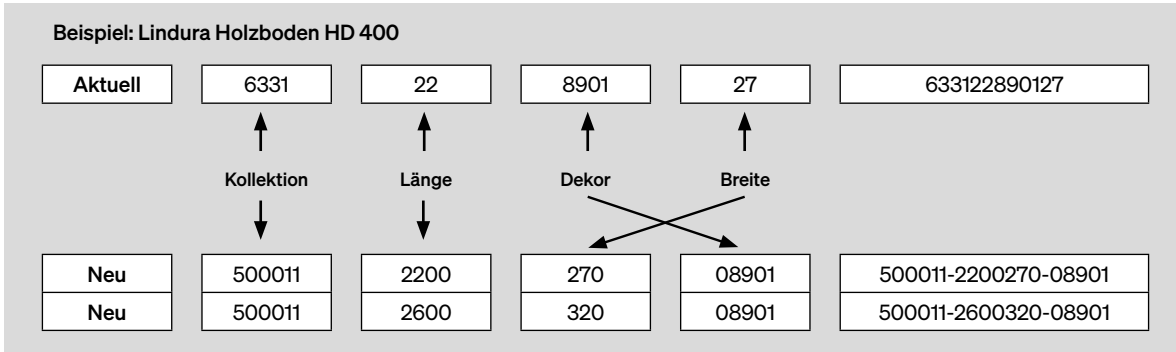 Beispiel: Lindura Holzboden HD 400
Aktuell 6331 22 8901 27 633122890127
Kollektion Länge Dekor Breite
Neu 500011 2200 270 08901 500011-2200270-08901
Neu 500011 2600 320 08901 500011-2600320-08901